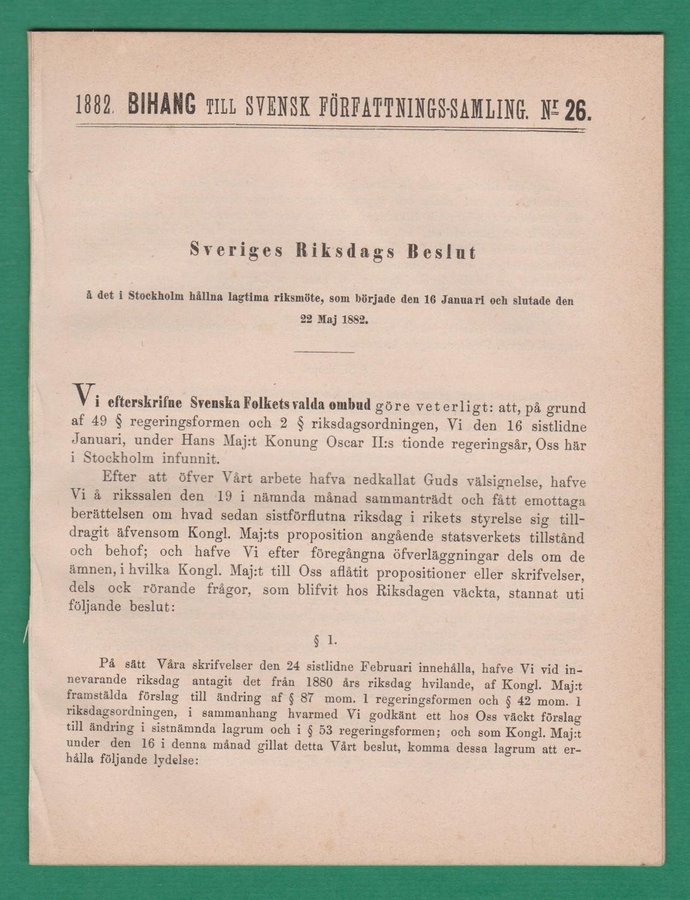 1882. BIHANG TILL SVENSK FÖRFATTNINGS-SAMLING. Nr 26.
Sveriges Riksdags Beslut
å det i Stockholm hållna lagtima riksmöte, som började den 16 Januari och slutade den
22 Maj 1882.
Vi efterskrifne Svenska Folkets valda ombud göre veterligt: att, på grund
af 49 § regeringsformen och 2 § riksdagsordningen, Vi den 16 sistlidne
Januari, under Hans Maj:t Konung Oscar II:s tionde regeringsår, Oss här
i Stockholm infunnit.
Efter att öfver Vårt arbete hafva nedkallat Guds välsignelse, hafve
Vi å rikssalen den 19 i nämnda månad sammanträdt och fått emottaga
berättelsen om hvad sedan sistförflutna riksdag i rikets styrelse sig till-
dragit äfvensom Kongl. Maj:ts proposition angående statsverkets tillstånd
och behof; och hafve Vi efter föregångna öfverläggningar dels om de
ämnen, i hvilka Kongl. Maj:t till Oss aflåtit propositioner eller skrifvelser,
dels ock rörande frågor, som blifvit hos Riksdagen väckta, stannat uti
följande beslut:
§ 1.
På sätt Våra skrifvelser den 24 sistlidne Februari innehålla, hafve Vi vid in-
nevarande riksdag antagit det från 1880 års riksdag hvilande, af Kongl. Maj:t
framstälda förslag till ändring af § 87 mom. 1 regeringsformen och § 42 mom. 1
riksdagsordningen, i sammanhang hvarmed Vi godkänt ett hos Oss väckt förslag
till ändring i sistnämnda lagrum och i § 53 regeringsformen; och som Kongl. Maj:t
under den 16 i denna månad gillat detta Vårt beslut, komma dessa lagrum att er-
hålla följande lydelse: